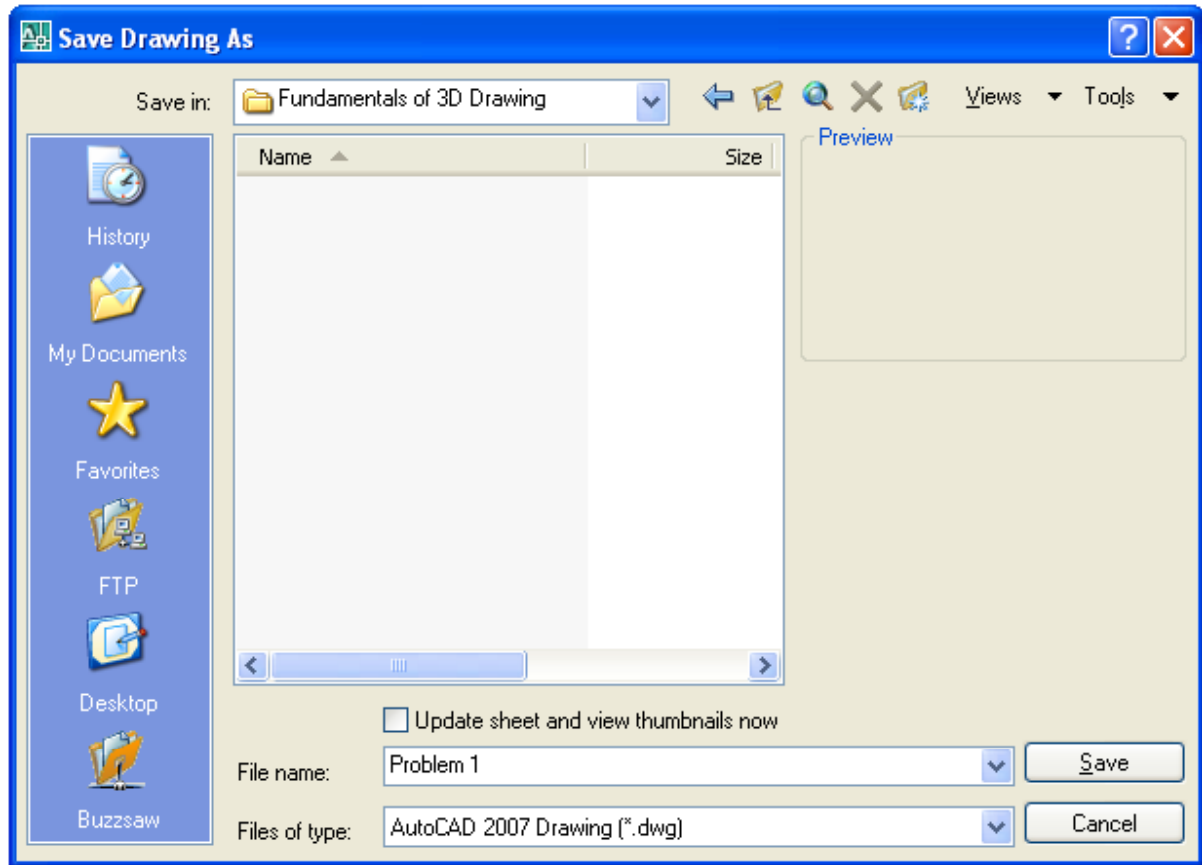 Save Drawing As
Save in: Fundamentals of 3D Drawing Views Tools
Name Size
Preview
History
My Documents
Favorites
FTP
Desktop
Buzzsaw
Update sheet and view thumbnails now
File name: Problem 1 Save
Files of type: AutoCAD 2007 Drawing (*.dwg) Cancel